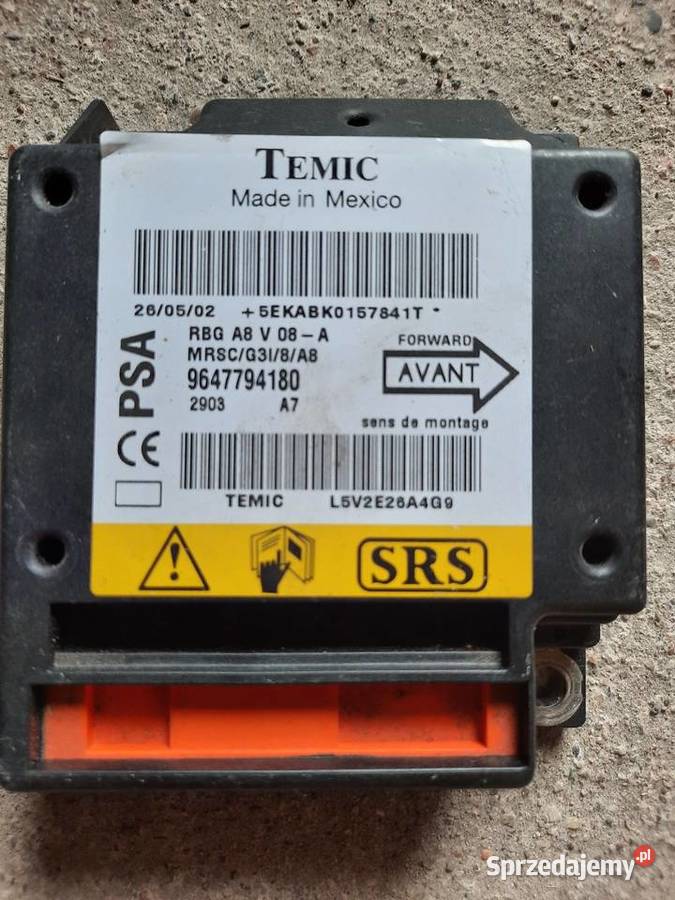 TEMIC
Made in Mexico
26/05/02 +5EKABK0157841T *
PSA
RBG A8 V 08-A
MRSC/G3I/8/A8
9647794180
2903 A7
FORWARD
AVANT
sens de montage
CE
TEMIC L5V2E26A4G9
SRS
Sprzedajemy.pl